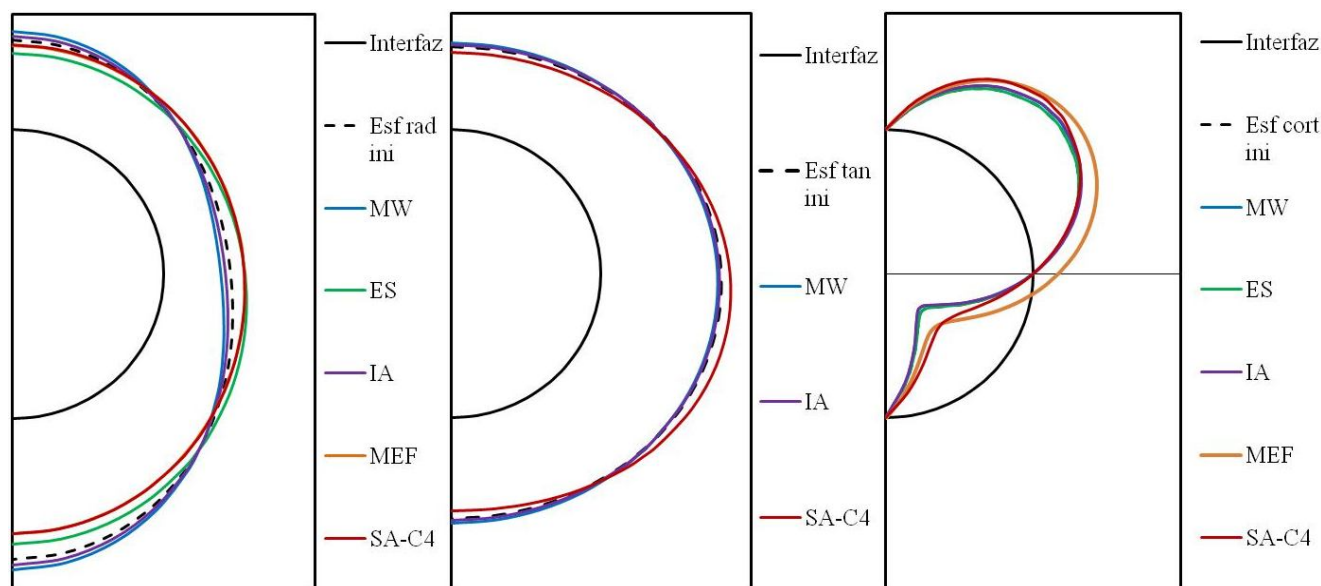 Interfaz
Esf rad
ini
MW
ES
IA
MEF
SA-C4
Interfaz
Esf tan
ini
MW
IA
SA-C4
Interfaz
Esf cort
ini
MW
ES
IA
MEF
SA-C4